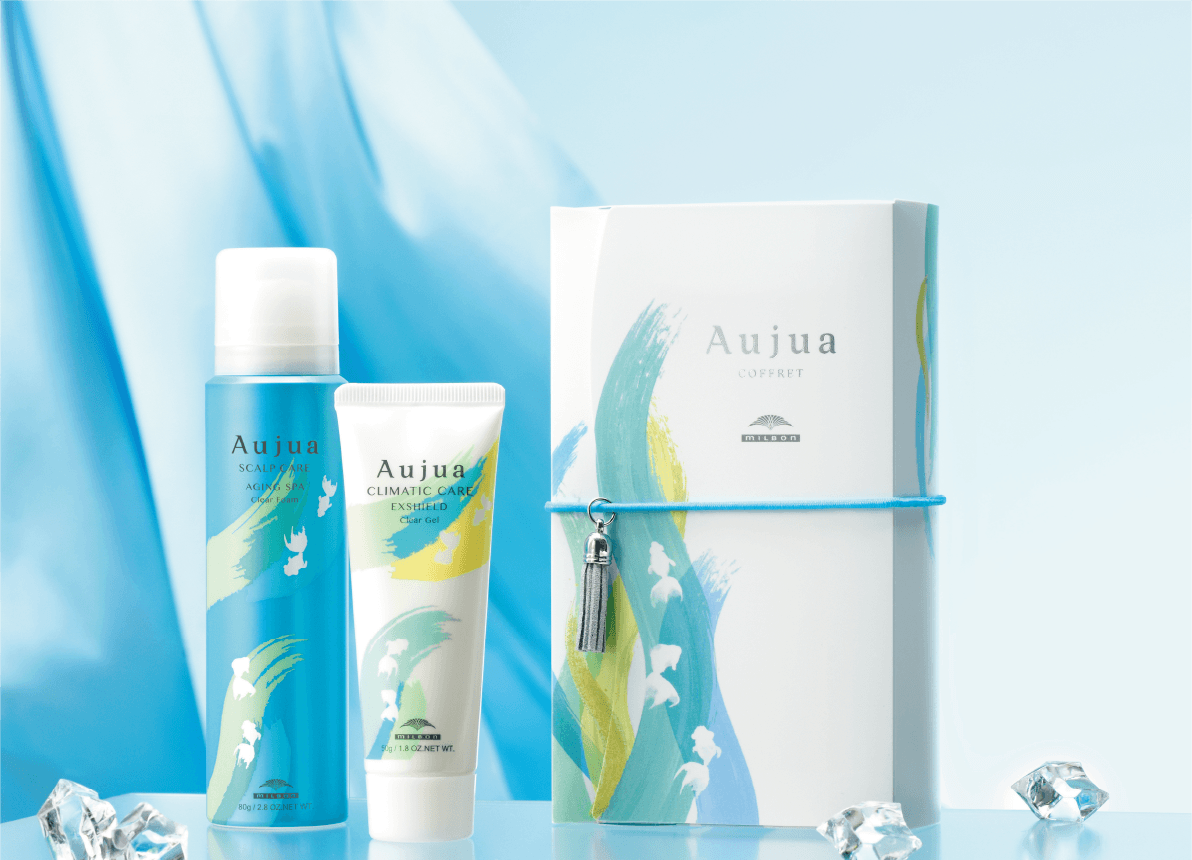 Aujua
SCALP CARE
AGING SPA
Clear Foam
MILBON
80g / 2.8 OZ.NET WT.
Aujua
CLIMATIC CARE
EXSHIELD
Clear Gel
MILBON
50g / 1.8 OZ.NET WT.
Aujua
COFFRET
MILBON